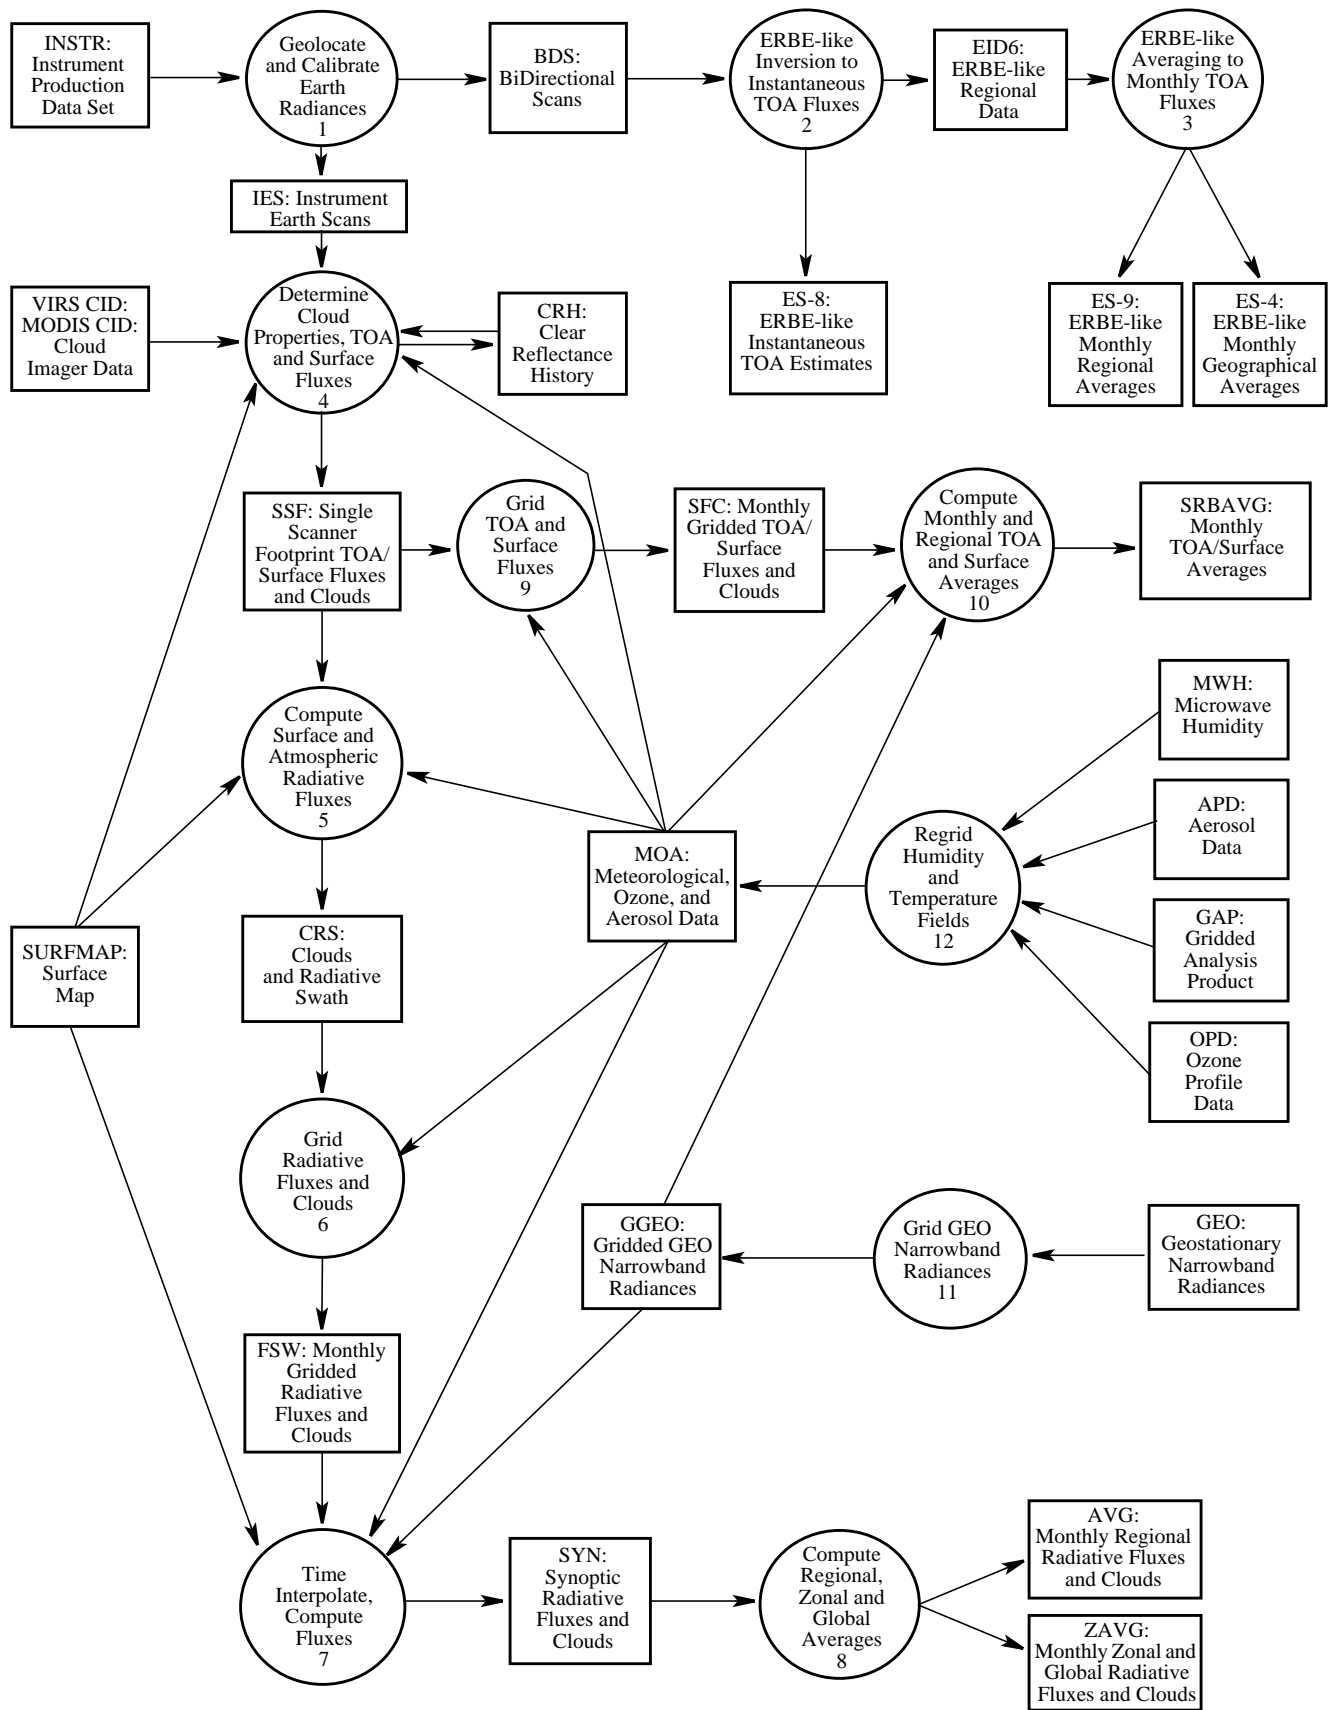 INSTR:
Instrument
Production
Data Set
Geolocate
and Calibrate
Earth
Radiances
1
BDS:
BiDirectional
Scans
ERBE-like
Inversion to
Instantaneous
TOA Fluxes
2
EID6:
ERBE-like
Regional
Data
ERBE-like
Averaging to
Monthly TOA
Fluxes
3
IES: Instrument
Earth Scans
VIRS CID:
MODIS CID:
Cloud
Imager Data
Determine
Cloud
Properties, TOA
and Surface
Fluxes
4
CRH:
Clear
Reflectance
History
ES-8:
ERBE-like
Instantaneous
TOA Estimates
ES-9:
ERBE-like
Monthly
Regional
Averages
ES-4:
ERBE-like
Monthly
Geographical
Averages
SSF: Single
Scanner
Footprint TOA/
Surface Fluxes
and Clouds
Grid
TOA and
Surface
Fluxes
9
SFC: Monthly
Gridded TOA/
Surface
Fluxes and
Clouds
Compute
Monthly and
Regional TOA
and Surface
Averages
10
SRBAVG:
Monthly
TOA/Surface
Averages
Compute
Surface and
Atmospheric
Radiative
Fluxes
5
MWH:
Microwave
Humidity
APD:
Aerosol
Data
MOA:
Meteorological,
Ozone, and
Aerosol Data
Regrid
Humidity
and
Temperature
Fields
12
GAP:
Gridded
Analysis
Product
SURFMAP:
Surface
Map
CRS:
Clouds
and Radiative
Swath
OPD:
Ozone
Profile
Data
Grid
Radiative
Fluxes and
Clouds
6
GGEO:
Gridded GEO
Narrowband
Radiances
Grid GEO
Narrowband
Radiances
11
GEO:
Geostationary
Narrowband
Radiances
FSW: Monthly
Gridded
Radiative
Fluxes and
Clouds
Time
Interpolate,
Compute
Fluxes
7
SYN:
Synoptic
Radiative
Fluxes and
Clouds
Compute
Regional,
Zonal and
Global
Averages
8
AVG:
Monthly Regional
Radiative Fluxes
and Clouds
ZAVG:
Monthly Zonal and
Global Radiative
Fluxes and Clouds